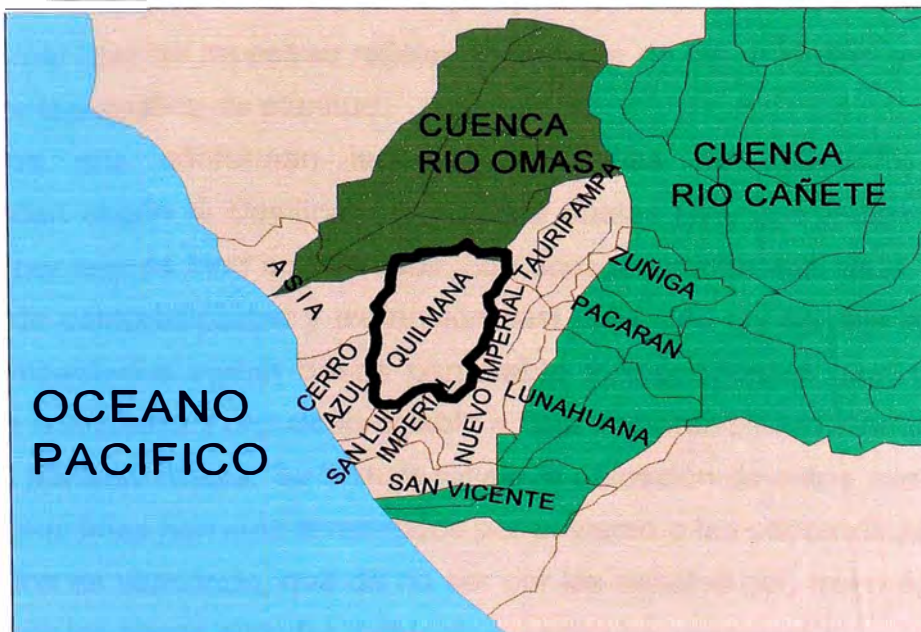 CUENCA
RIO OMAS
CUENCA
RIO CAÑETE
ASIA
TAURIPAMPA
ZUÑIGA
PACARAN
QUILMANA
NUEVO IMPERIAL
LUNAHUANA
CERRO
AZUL
SAN LUIS
IMPERIAL
SAN VICENTE
OCEANO
PACIFICO